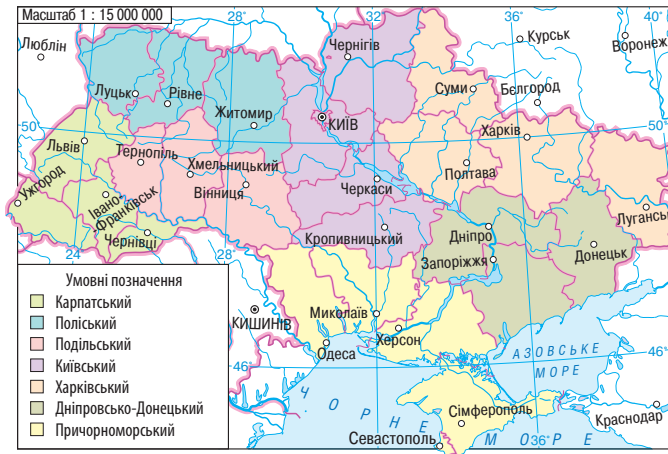 Масштаб 1 : 15 000 000
28°
32°
36°
40°
Люблін
Чернігів
Курськ
Воронеж
Луцьк
Рівне
Суми
Бєлгород
Житомир
КИЇВ
50°
50°
Львів
Тернопіль
Хмельницький
Харків
Полтава
Вінниця
Черкаси
Ужгород
Івано-
-Франківськ
Чернівці
Кропивницький
Дніпро
Луганськ
Запоріжжя
Донецьк
24
28
Умовні позначення
Карпатський
Поліський
Подільський
Київський
Харківський
Дніпровсько-Донецький
Причорноморський
КИШИНІВ
Миколаїв
Херсон
Одеса
46°
46°
АЗОВСЬКЕ
МОРЕ
ЧОРНЕ МОРЕ
Сімферополь
Севастополь
36°
Краснодар